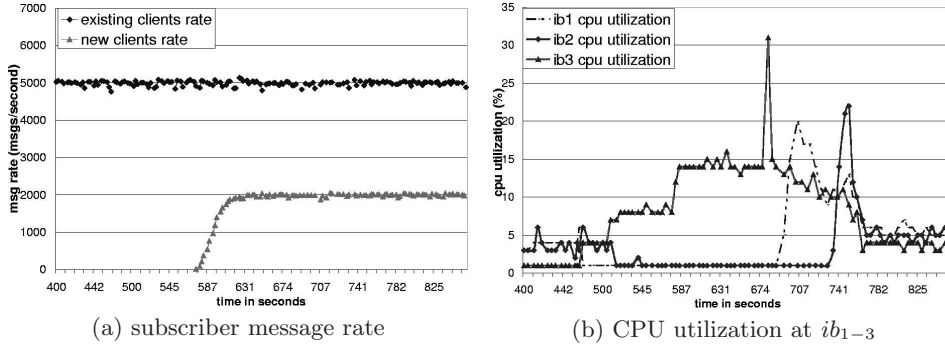 7000
6000
5000
4000
3000
2000
1000
0
msg rate (msgs/second)
existing clients rate
new clients rate
400 442 500 545 587 631 674 707 741 782 825
time in seconds
(a) subscriber message rate
35
30
25
20
15
10
5
0
cpu utilization (%)
ib1 cpu utilization
ib2 cpu utilization
ib3 cpu utilization
400 442 500 545 587 631 674 707 741 782 825
time in seconds
(b) CPU utilization at ib1−3